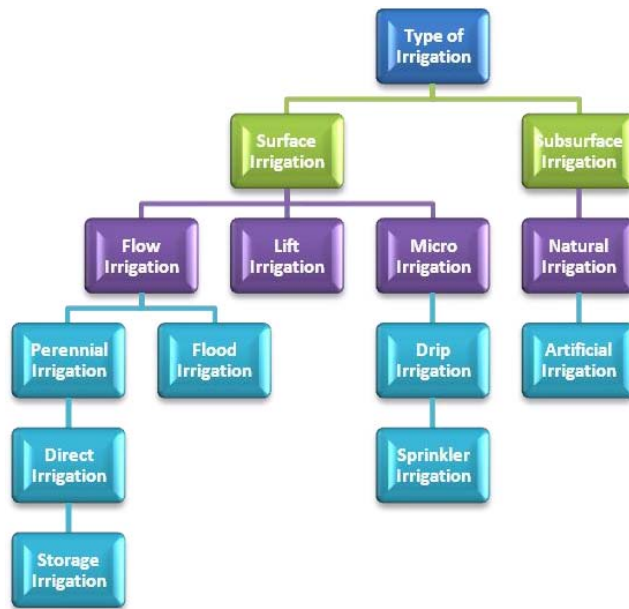 Type of
Irrigation
Surface
Irrigation
Subsurface
Irrigation
Flow
Irrigation
Lift
Irrigation
Micro
Irrigation
Natural
Irrigation
Perennial
Irrigation
Flood
Irrigation
Drip
Irrigation
Artificial
Irrigation
Direct
Irrigation
Sprinkler
Irrigation
Storage
Irrigation